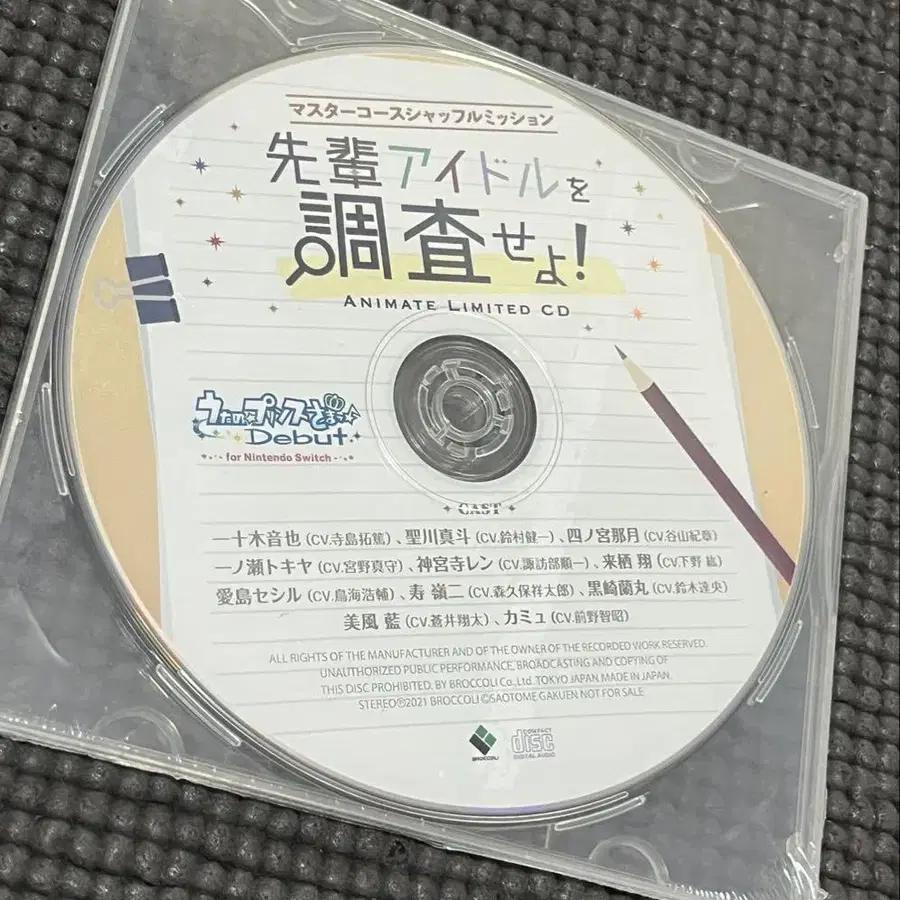 マスターコースシャッフルミッション
先輩アイドルを
調査せよ!
ANIMATE LIMITED CD
うたの☆プリンスさまっ♪
Debut
for Nintendo Switch
CAST
一十木音也(CV.寺島拓篤)、聖川真斗(CV.鈴村健一)、四ノ宮那月(CV.谷山紀章)
一ノ瀬トキヤ(CV.宮野真守)、神宮寺レン(CV.諏訪部順一)、来栖 翔(CV.下野 紘)
愛島セシル(CV.鳥海浩輔)、寿 嶺二(CV.森久保祥太郎)、黒崎蘭丸(CV.鈴木達央)
美風 藍(CV.蒼井翔太)、カミュ(CV.前野智昭)
ALL RIGHTS OF THE MANUFACTURER AND OF THE OWNER OF THE RECORDED WORK RESERVED.
UNAUTHORIZED PUBLIC PERFORMANCE, BROADCASTING AND COPYING OF
THIS DISC PROHIBITED. BY BROCCOLI Co., Ltd. TOKYO JAPAN. MADE IN JAPAN.
STEREOⓅ2021 BROCCOLI ©SAOTOME GAKUEN NOT FOR SALE
BROCCOLI
COMPACT
disc
DIGITAL AUDIO